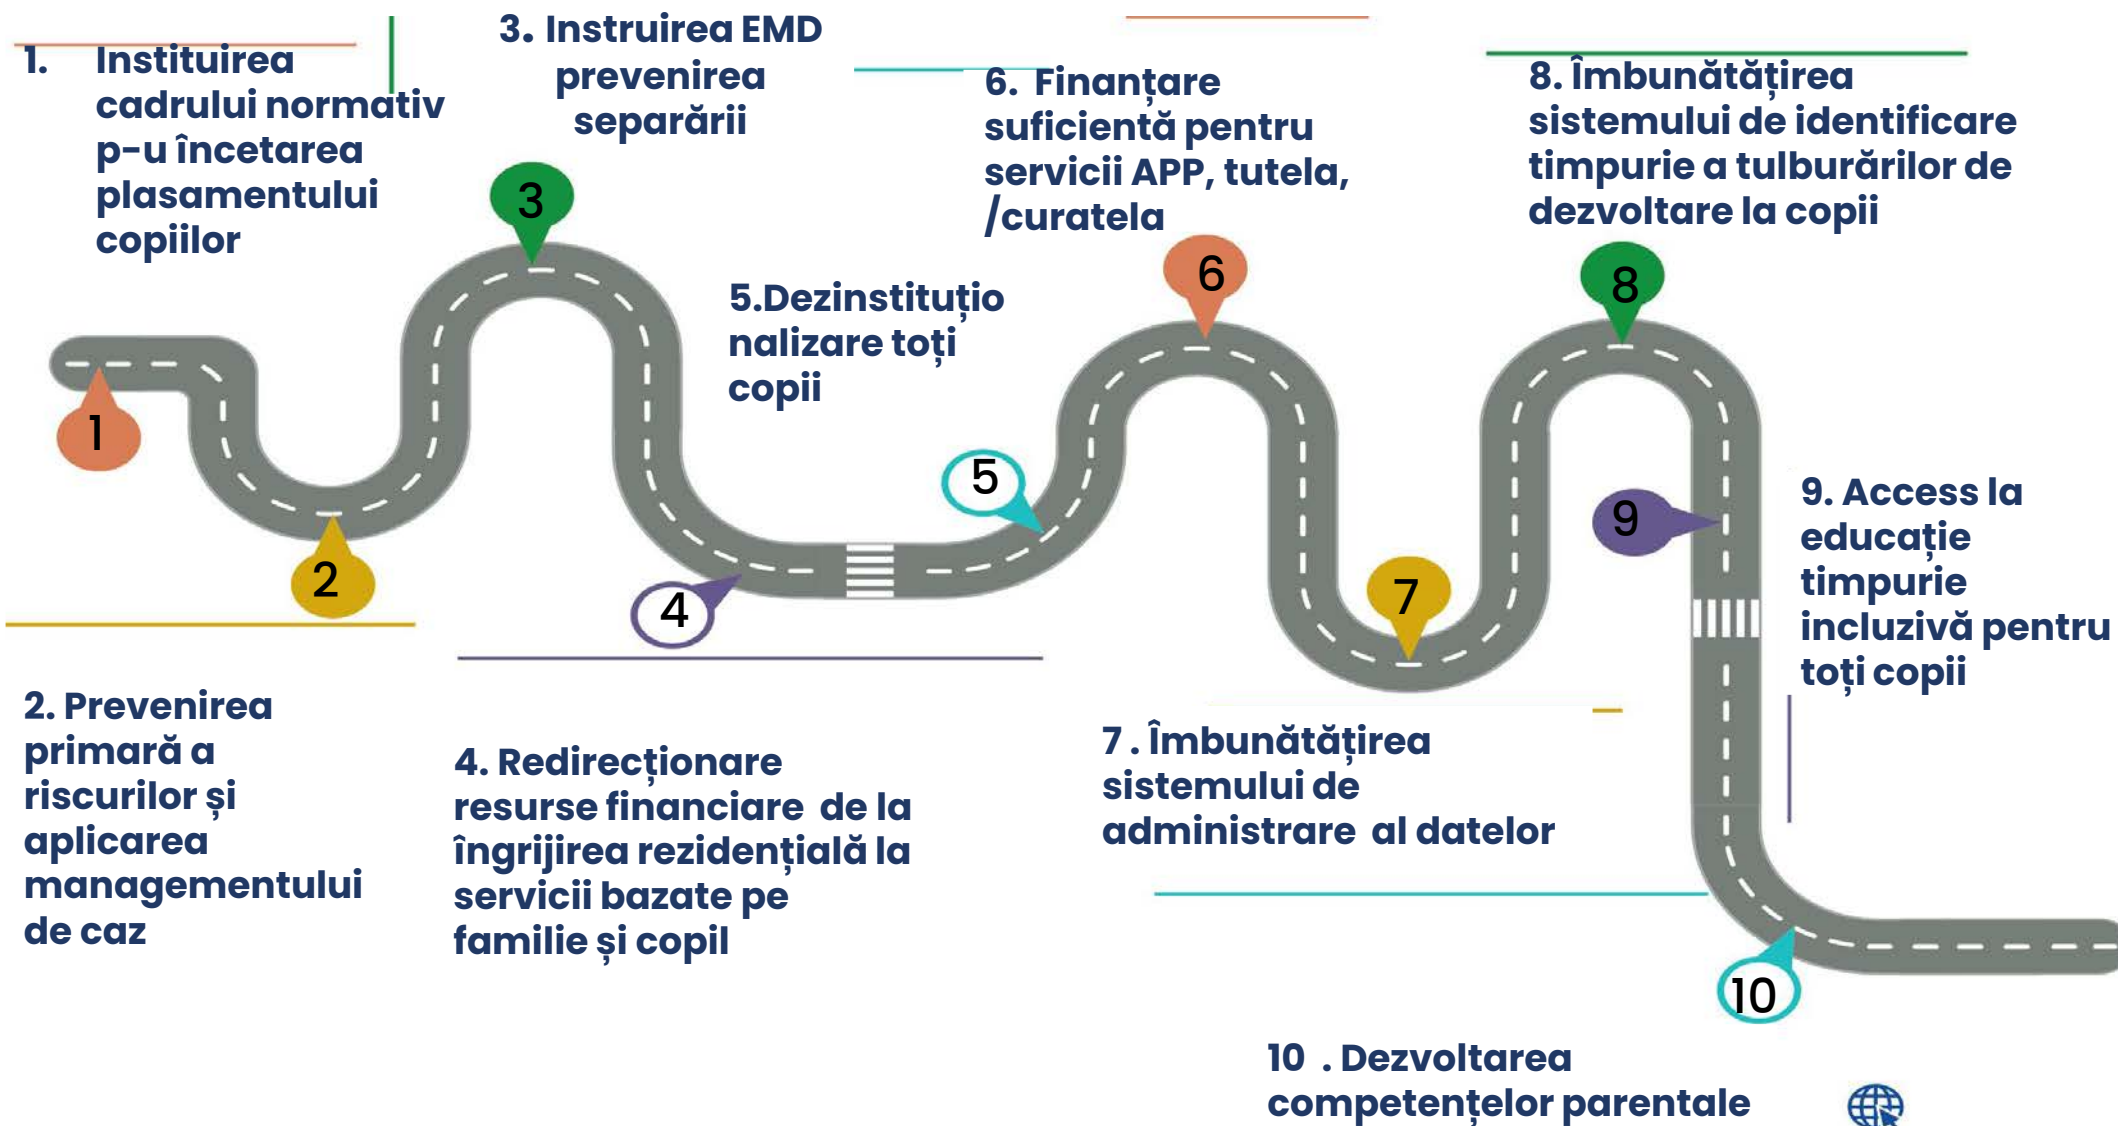 1. Instituirea
cadrului normativ
p-u încetarea
plasamentului
copiilor
3. Instruirea EMD
prevenirea
separării
6. Finanțare
suficientă pentru
servicii APP, tutela,
/curatela
8. Îmbunătățirea
sistemului de identificare
timpurie a tulburărilor de
dezvoltare la copii
5.Dezinstituțio
nalizare toți
copii
3
6
8
1
5
9
2
4
7
9. Access la
educație
timpurie
incluzivă pentru
toți copii
2. Prevenirea
primară a
riscurilor și
aplicarea
managementului
de caz
4. Redirecționare
resurse financiare de la
îngrijirea rezidențială la
servicii bazate pe
familie și copil
7 . Îmbunătățirea
sistemului de
administrare al datelor
10
10 . Dezvoltarea
competențelor parentale